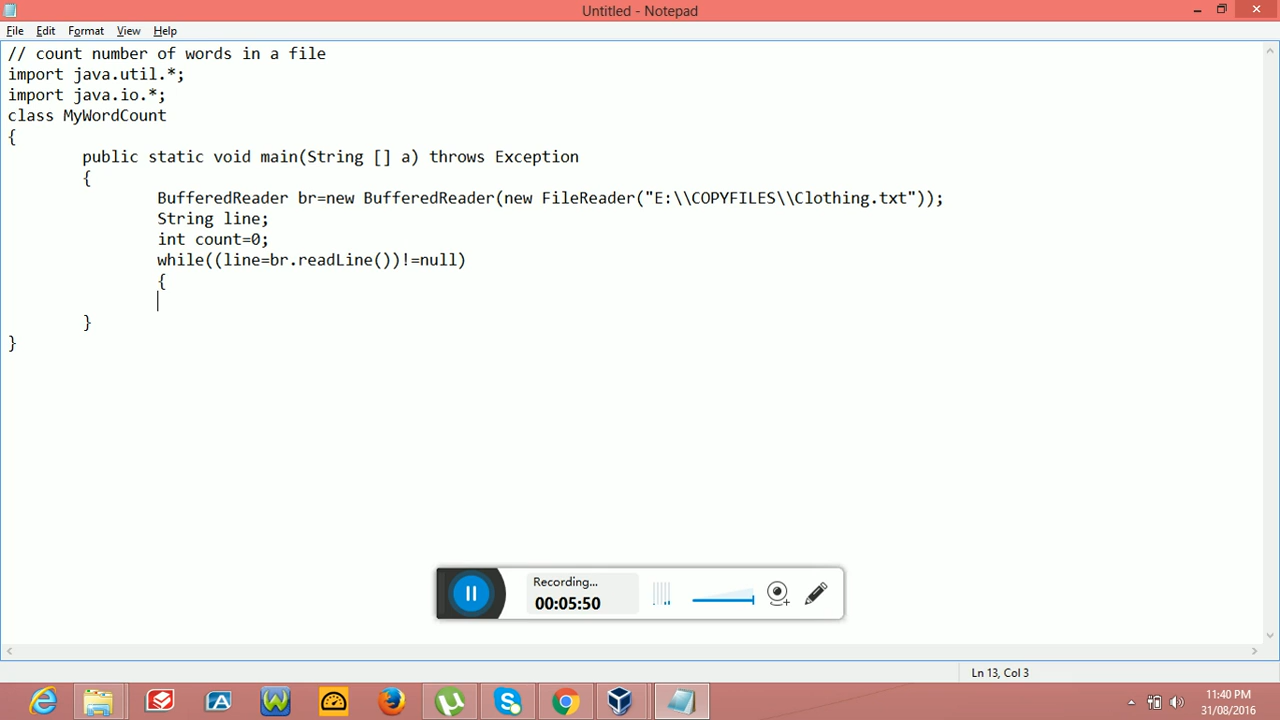 Untitled - Notepad
File Edit Format View Help
// count number of words in a file
import java.util.*;
import java.io.*;
class MyWordCount
{
public static void main(String [] a) throws Exception
{
BufferedReader br=new BufferedReader(new FileReader("E:\\COPYFILES\\Clothing.txt"));
String line;
int count=0;
while((line=br.readLine())!=null)
{
}
}
Recording...
00:05:50
Ln 13, Col 3
11:40 PM
31/08/2016